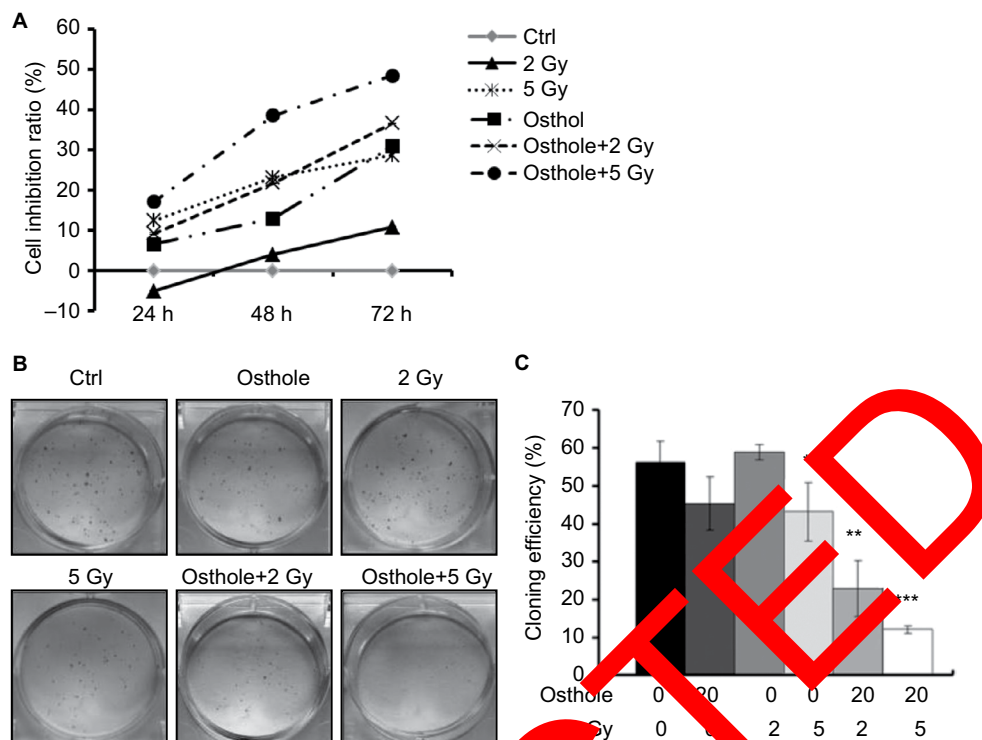 A
Cell inhibition ratio (%)
60
50
40
30
20
10
0
–10
24 h 48 h 72 h
Ctrl
2 Gy
5 Gy
Osthol
Osthole+2 Gy
Osthole+5 Gy
B
Ctrl Osthole 2 Gy
5 Gy Osthole+2 Gy Osthole+5 Gy
C
Cloning efficiency (%)
70
60
50
40
30
20
10
0
**
***
Osthole 0 20 0 0 20 20
Gy 0 2 5 2 5
TED